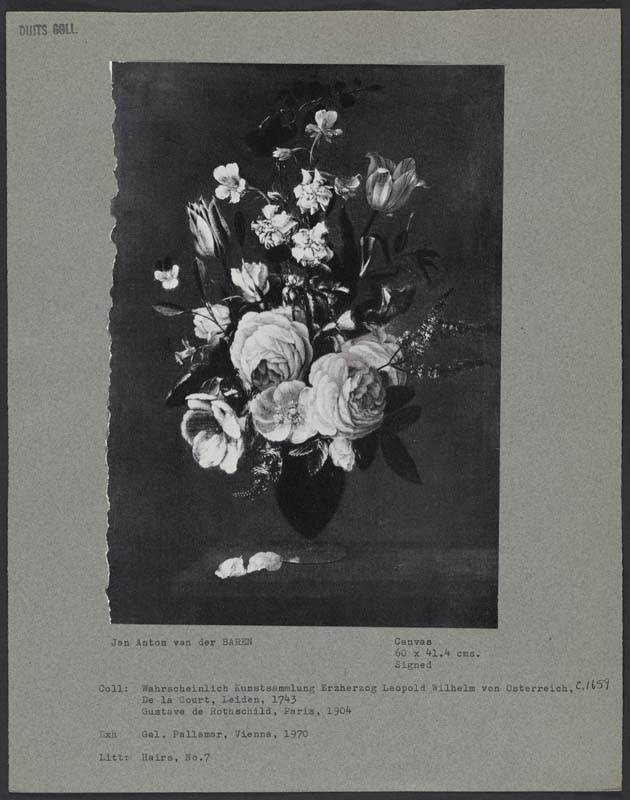 DUITS COLL.
Jan Anton van der BAREN
Canvas
60 x 41.4 cms.
Signed
Coll: Wahrscheinlich Kunstsammlung Erzherzog Leopold Wilhelm von Osterreich, C.1659
De la Court, Leiden, 1743
Gustave de Rothschild, Paris, 1904
Exh Gal. Pallamar, Vienna, 1970
Litt: Hairs, No.7